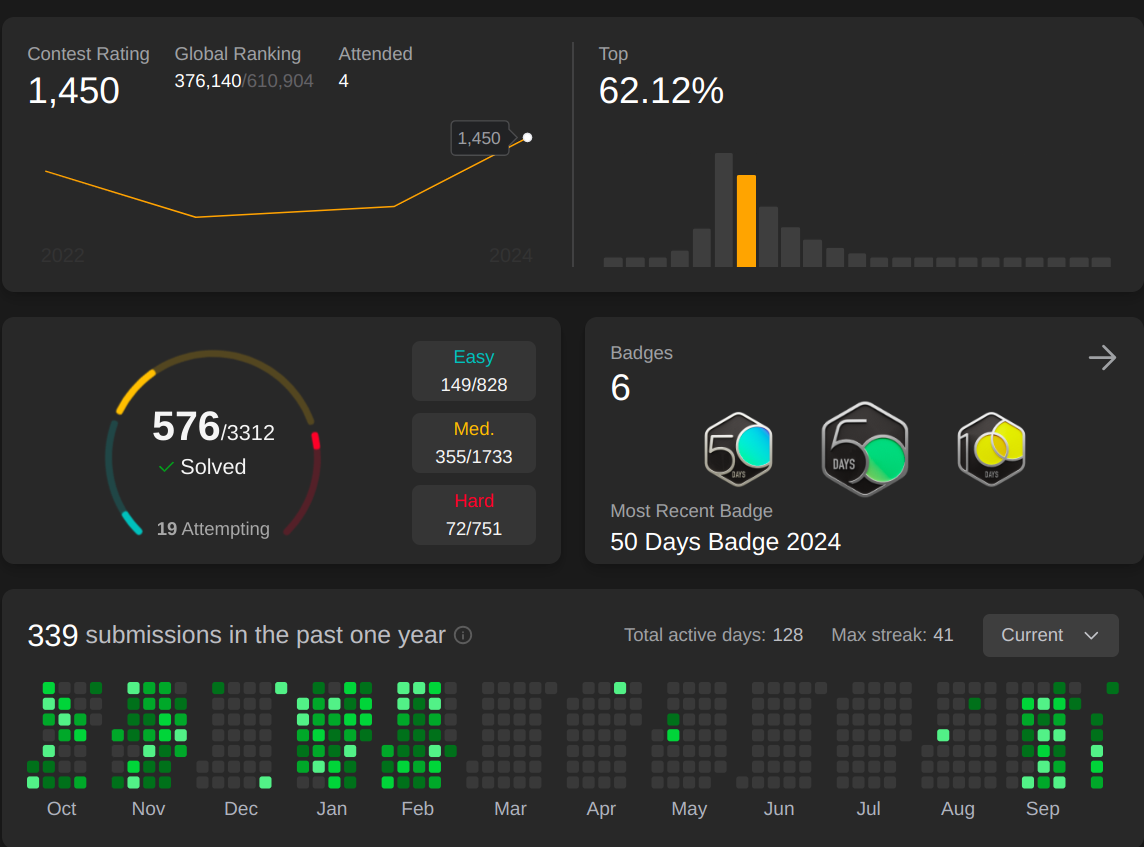 Contest Rating
1,450
Global Ranking
376,140/610,904
Attended
4
1,450
2022
2024
Top
62.12%
576/3312
Solved
19 Attempting
Easy
149/828
Med.
355/1733
Hard
72/751
Badges
6
50
DAYS
50
DAYS
100
DAYS
Most Recent Badge
50 Days Badge 2024
339 submissions in the past one year
Total active days: 128
Max streak: 41
Current
Oct
Nov
Dec
Jan
Feb
Mar
Apr
May
Jun
Jul
Aug
Sep